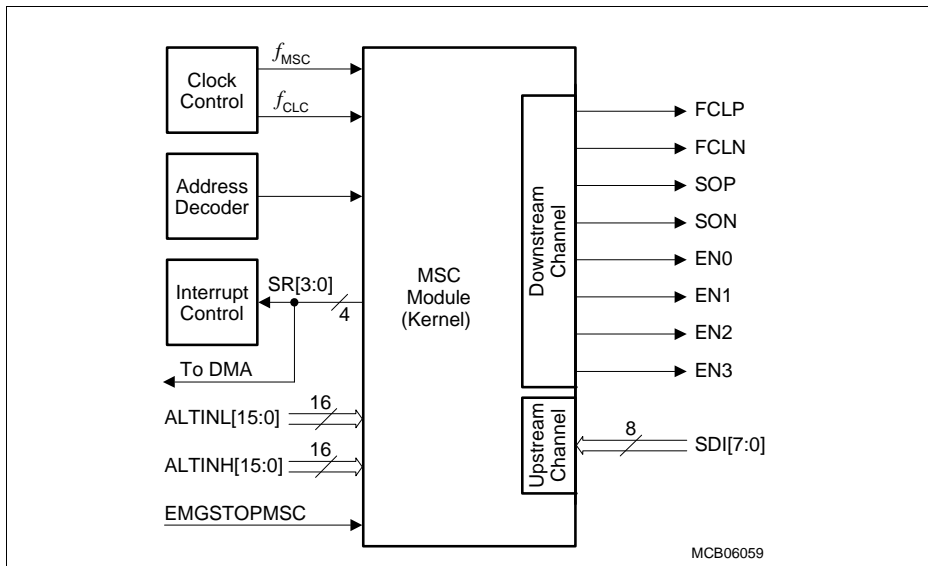 Clock
Control
fMSC
fCLC
Address
Decoder
Interrupt
Control
SR[3:0]
4
To DMA
ALTINL[15:0]
16
ALTINH[15:0]
16
EMGSTOPMSC
MSC
Module
(Kernel)
Downstream
Channel
Upstream
Channel
FCLP
FCLN
SOP
SON
EN0
EN1
EN2
EN3
8
SDI[7:0]
MCB06059